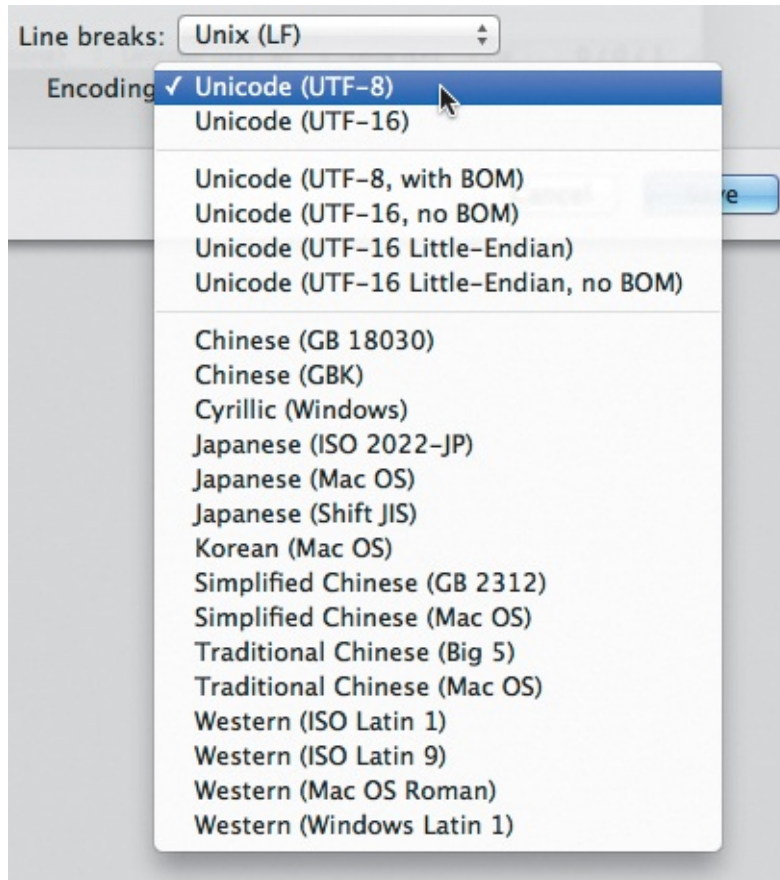 Line breaks: Unix (LF)
Encoding ✓ Unicode (UTF-8)
Unicode (UTF-16)
Unicode (UTF-8, with BOM)
Unicode (UTF-16, no BOM)
Unicode (UTF-16 Little-Endian)
Unicode (UTF-16 Little-Endian, no BOM)
Chinese (GB 18030)
Chinese (GBK)
Cyrillic (Windows)
Japanese (ISO 2022-JP)
Japanese (Mac OS)
Japanese (Shift JIS)
Korean (Mac OS)
Simplified Chinese (GB 2312)
Simplified Chinese (Mac OS)
Traditional Chinese (Big 5)
Traditional Chinese (Mac OS)
Western (ISO Latin 1)
Western (ISO Latin 9)
Western (Mac OS Roman)
Western (Windows Latin 1)